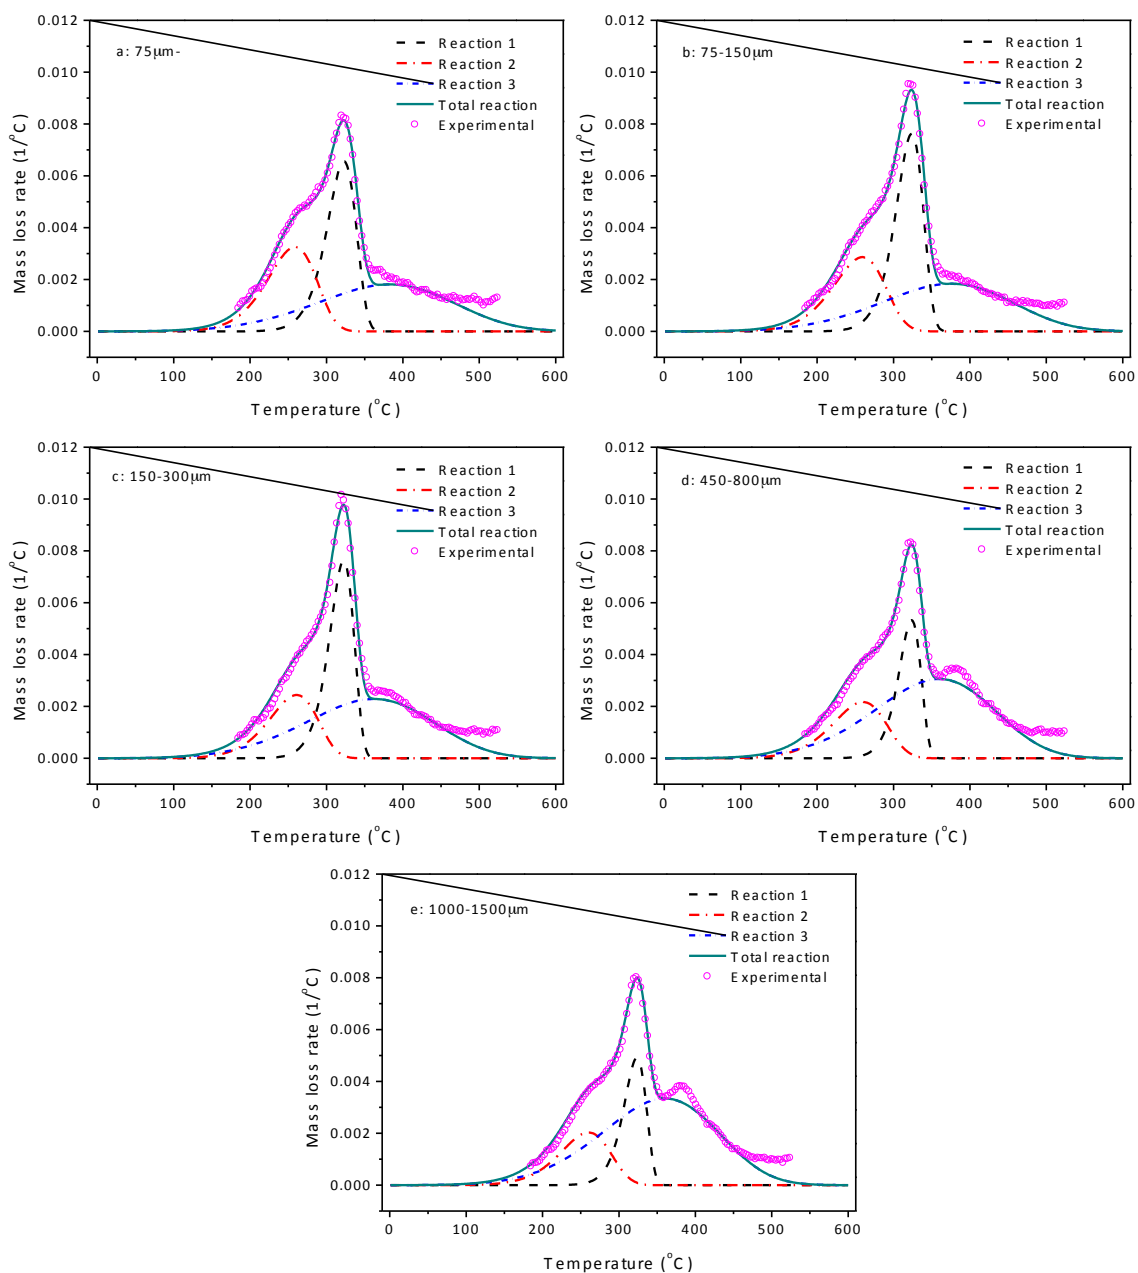 0.012
0.010
0.008
0.006
0.004
0.002
0.000
Mass loss rate (1/°C)
a: 75μm-
Reaction 1
Reaction 2
Reaction 3
Total reaction
Experimental
0 100 200 300 400 500 600
Temperature (°C)
0.012
0.010
0.008
0.006
0.004
0.002
0.000
Mass loss rate (1/°C)
b: 75-150μm
Reaction 1
Reaction 2
Reaction 3
Total reaction
Experimental
0 100 200 300 400 500 600
Temperature (°C)
0.012
0.010
0.008
0.006
0.004
0.002
0.000
Mass loss rate (1/°C)
c: 150-300μm
Reaction 1
Reaction 2
Reaction 3
Total reaction
Experimental
0 100 200 300 400 500 600
Temperature (°C)
0.012
0.010
0.008
0.006
0.004
0.002
0.000
Mass loss rate (1/°C)
d: 450-800μm
Reaction 1
Reaction 2
Reaction 3
Total reaction
Experimental
0 100 200 300 400 500 600
Temperature (°C)
0.012
0.010
0.008
0.006
0.004
0.002
0.000
Mass loss rate (1/°C)
e: 1000-1500μm
Reaction 1
Reaction 2
Reaction 3
Total reaction
Experimental
0 100 200 300 400 500 600
Temperature (°C)